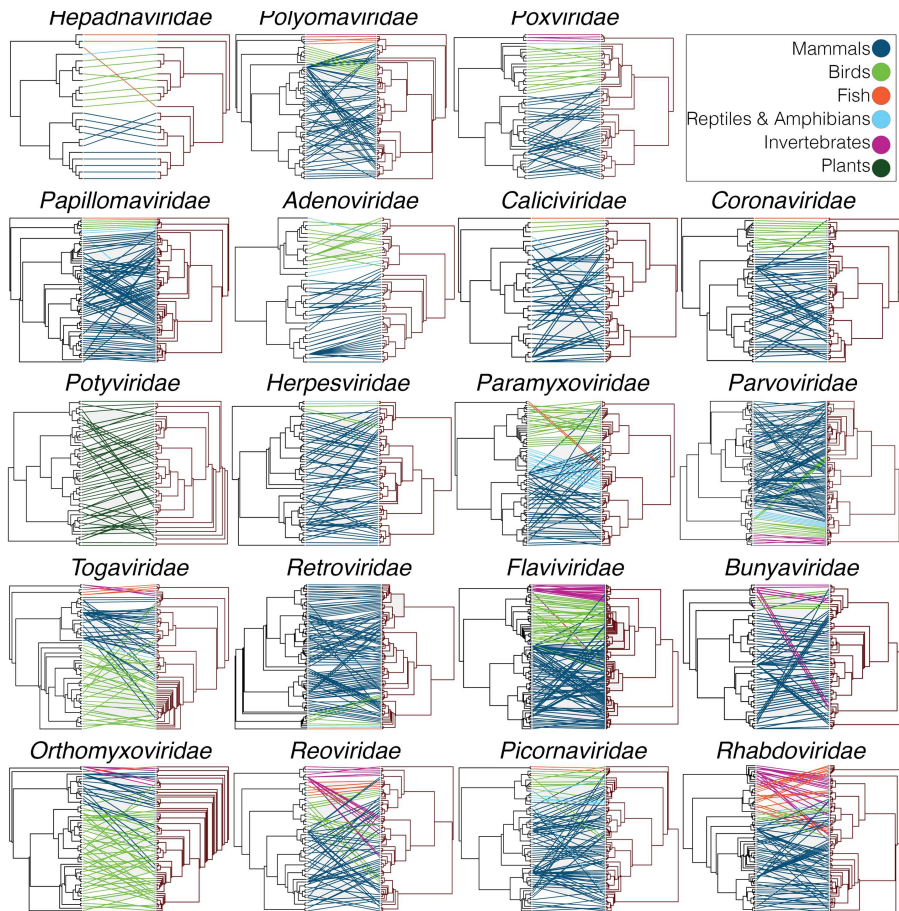 Hepadnaviridae
Polyomaviridae
Poxviridae
Mammals
Birds
Fish
Reptiles & Amphibians
Invertebrates
Plants
Papillomaviridae
Adenoviridae
Caliciviridae
Coronaviridae
Potyviridae
Herpesviridae
Paramyxoviridae
Parvoviridae
Togaviridae
Retroviridae
Flaviviridae
Bunyaviridae
Orthomyxoviridae
Reoviridae
Picornaviridae
Rhabdoviridae